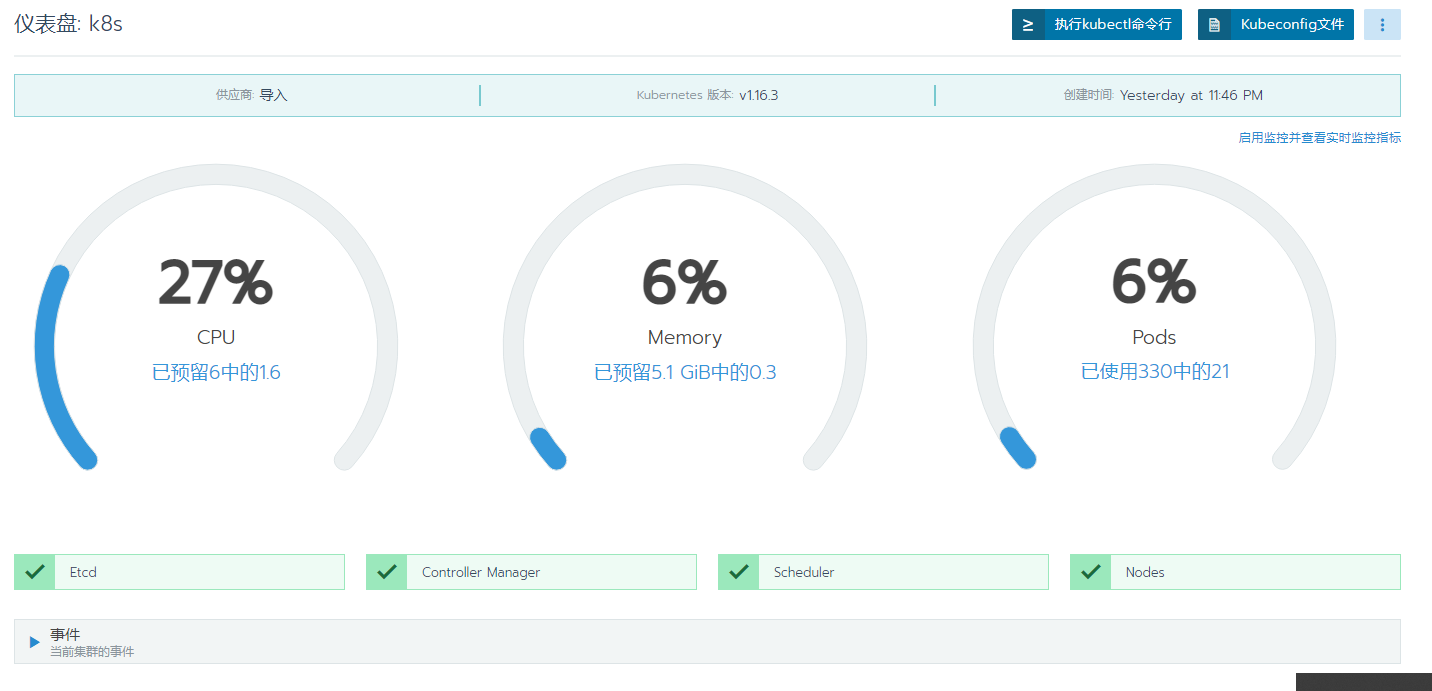 仪表盘: k8s
执行kubectl命令行
Kubeconfig文件
供应商: 导入
Kubernetes 版本: v1.16.3
创建时间: Yesterday at 11:46 PM
启用监控并查看实时监控指标
27%
CPU
已预留6中的1.6
6%
Memory
已预留5.1 GiB中的0.3
6%
Pods
已使用330中的21
Etcd
Controller Manager
Scheduler
Nodes
事件
当前集群的事件